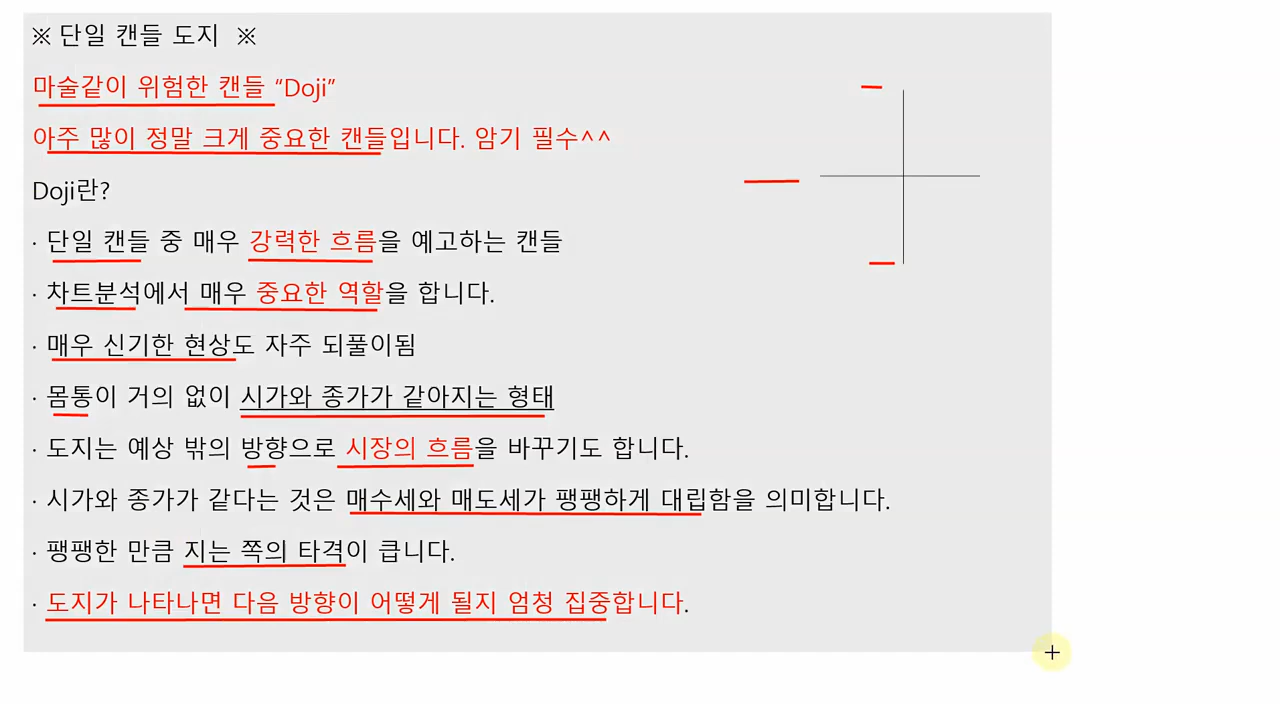 ※ 단일 캔들 도지 ※
마술같이 위험한 캔들 “Doji”
아주 많이 정말 크게 중요한 캔들입니다. 암기 필수^^
Doji란?
· 단일 캔들 중 매우 강력한 흐름을 예고하는 캔들
· 차트분석에서 매우 중요한 역할을 합니다.
· 매우 신기한 현상도 자주 되풀이됨
· 몸통이 거의 없이 시가와 종가가 같아지는 형태
· 도지는 예상 밖의 방향으로 시장의 흐름을 바꾸기도 합니다.
· 시가와 종가가 같다는 것은 매수세와 매도세가 팽팽하게 대립함을 의미합니다.
· 팽팽한 만큼 지는 쪽의 타격이 큽니다.
· 도지가 나타나면 다음 방향이 어떻게 될지 엄청 집중합니다.